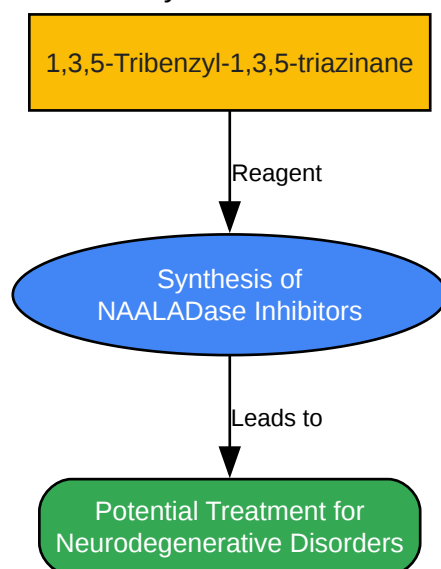 1,3,5-Tribenzyl-1,3,5-triazinane
Reagent
Synthesis of
NAALADase Inhibitors
Leads to
Potential Treatment for
Neurodegenerative Disorders